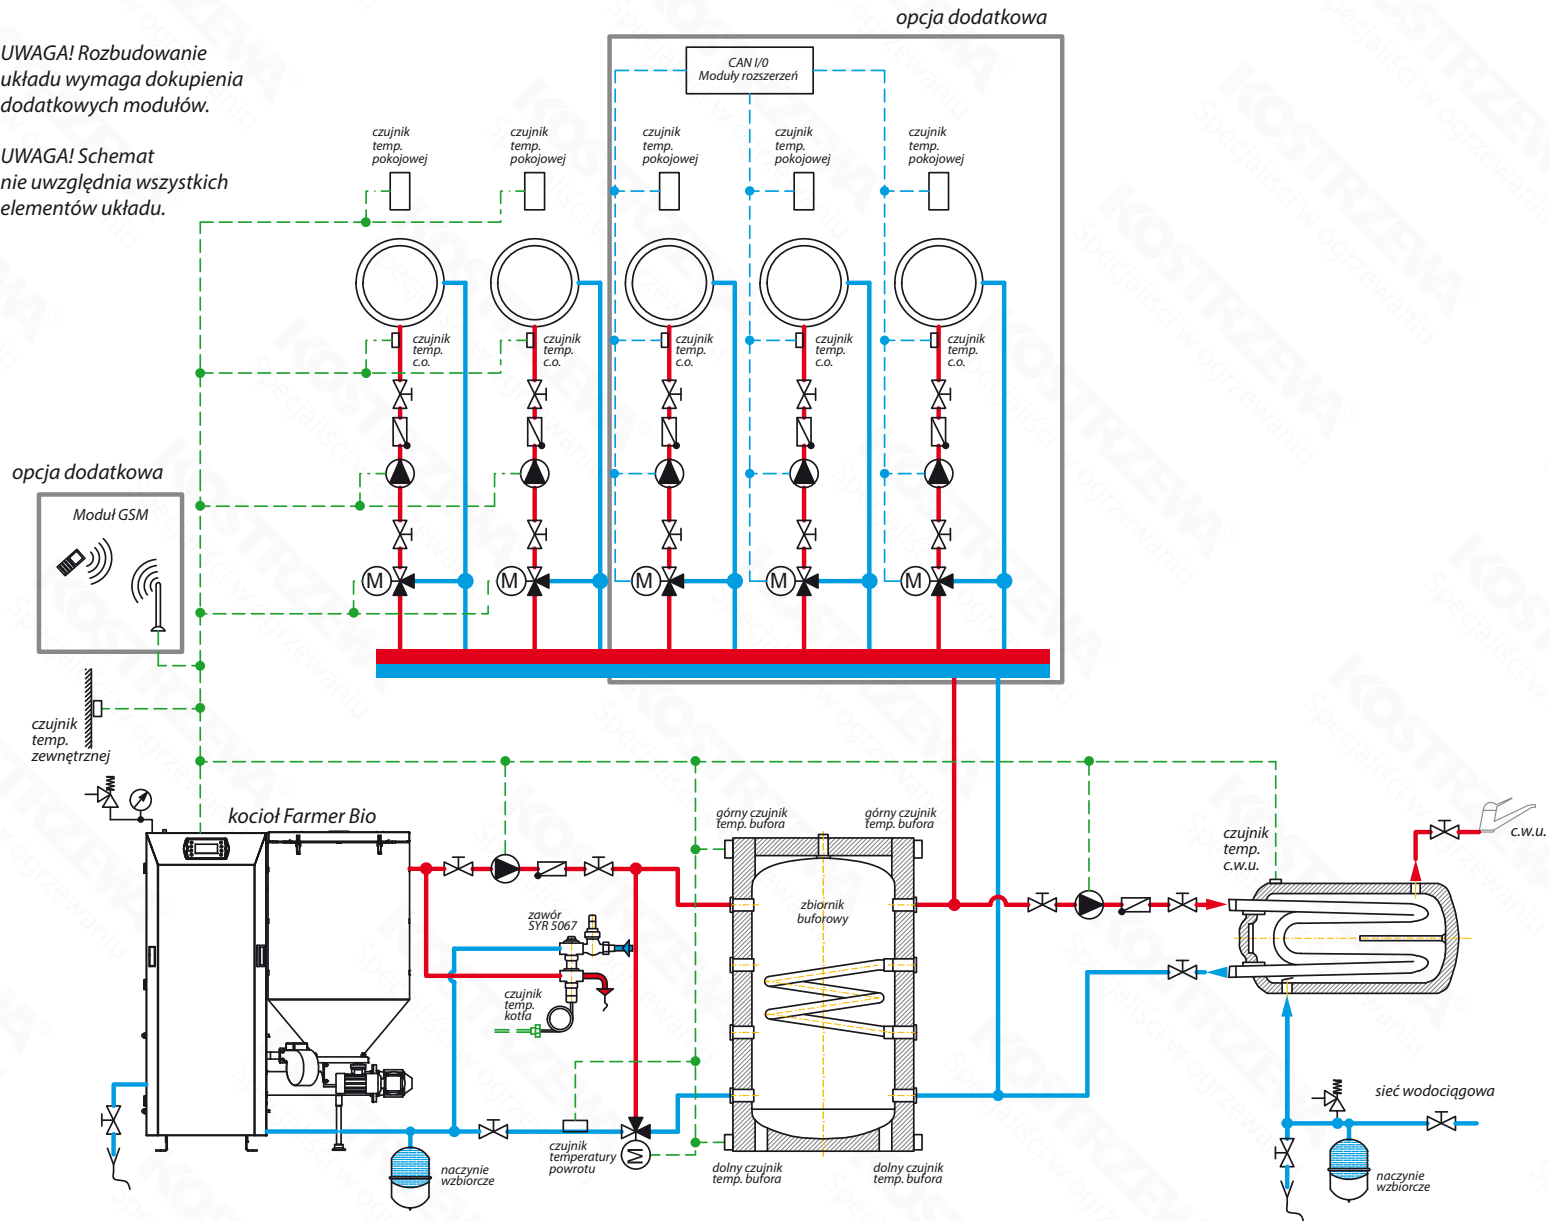 opcja dodatkowa
UWAGA! Rozbudowanie
układu wymaga dokupienia
dodatkowych modułów.
UWAGA! Schemat
nie uwzględnia wszystkich
elementów układu.
CAN I/0
Moduły rozszerzeń
czujnik
temp.
pokojowej
czujnik
temp.
pokojowej
czujnik
temp.
pokojowej
czujnik
temp.
pokojowej
czujnik
temp.
pokojowej
czujnik
temp.
c.o.
czujnik
temp.
c.o.
czujnik
temp.
c.o.
czujnik
temp.
c.o.
czujnik
temp.
c.o.
opcja dodatkowa
Moduł GSM
M
M
M
M
M
czujnik
temp.
zewnętrznej
kocioł Farmer Bio
górny czujnik
temp. bufora
górny czujnik
temp. bufora
czujnik
temp.
c.w.u.
c.w.u.
zbiornik
buforowy
zawór
SYR 5067
czujnik
temp.
kotła
sieć wodociągowa
czujnik
temperatury
powrotu
M
naczynie
wzbiorcze
dolny czujnik
temp. bufora
dolny czujnik
temp. bufora
naczynie
wzbiorcze
KOSTRZEWA®
Specjaliści w ogrzewaniu